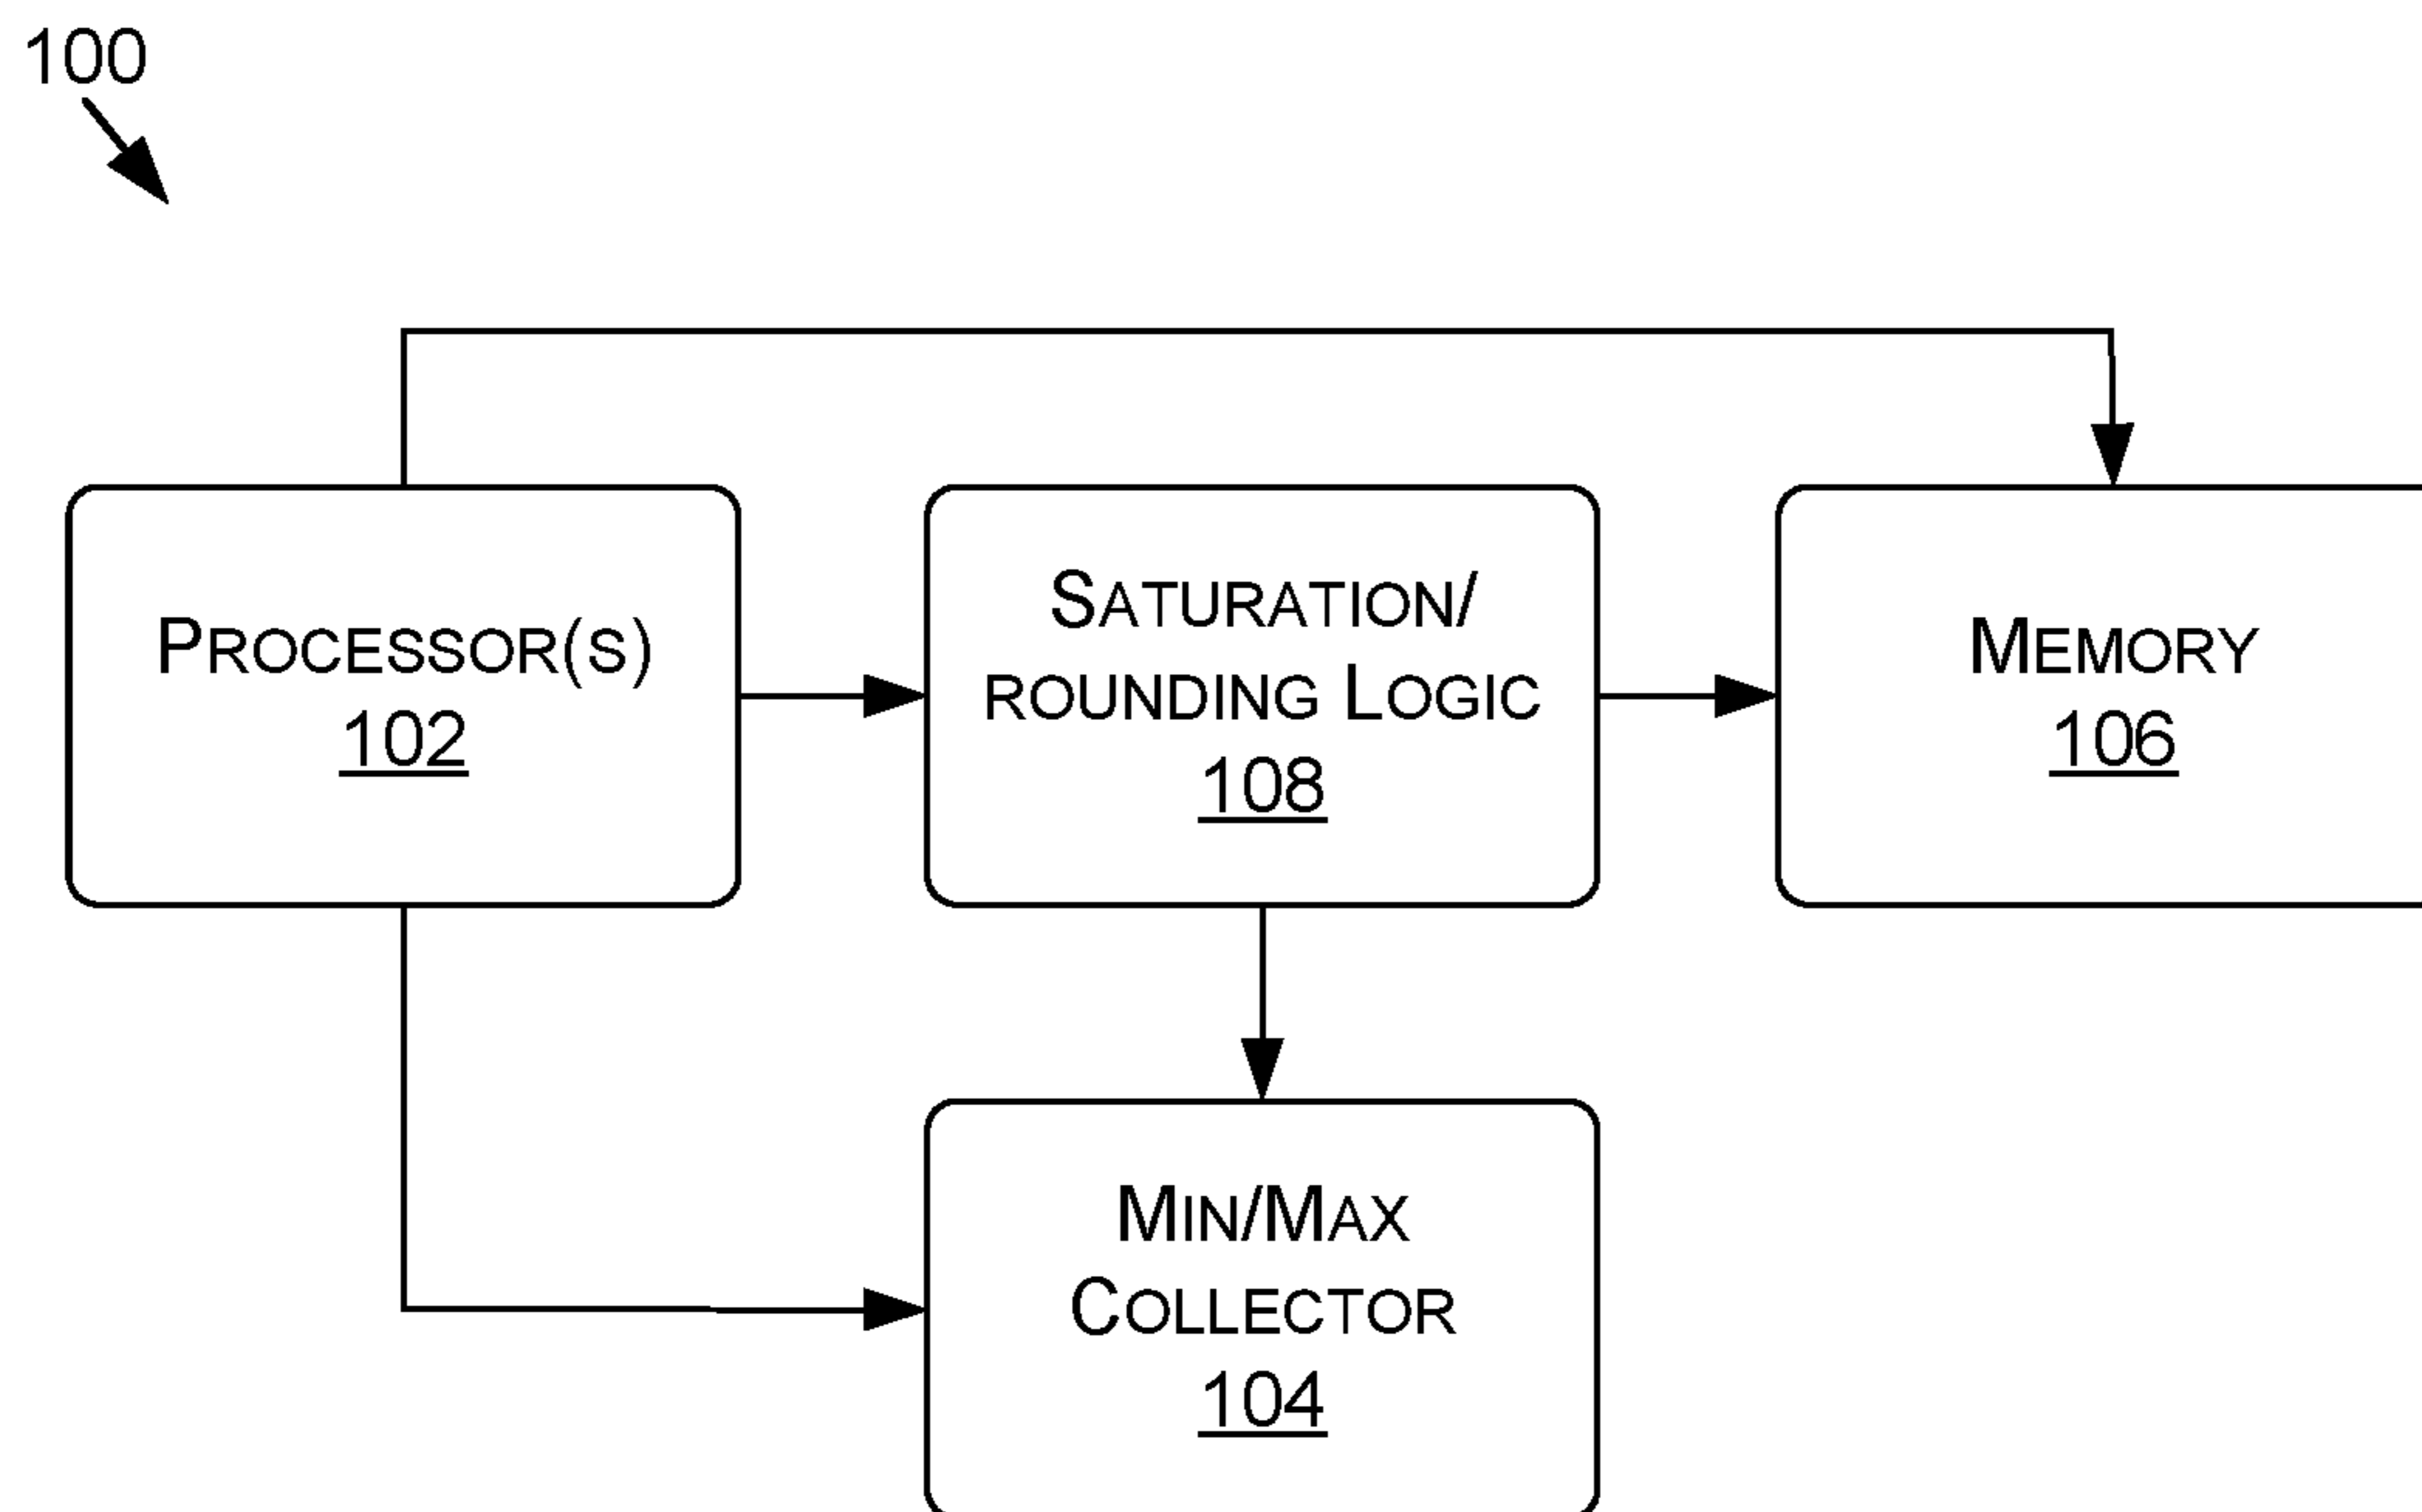 100
PROCESSOR(S)
102
SATURATION/
ROUNDING LOGIC
108
MEMORY
106
MIN/MAX
COLLECTOR
104